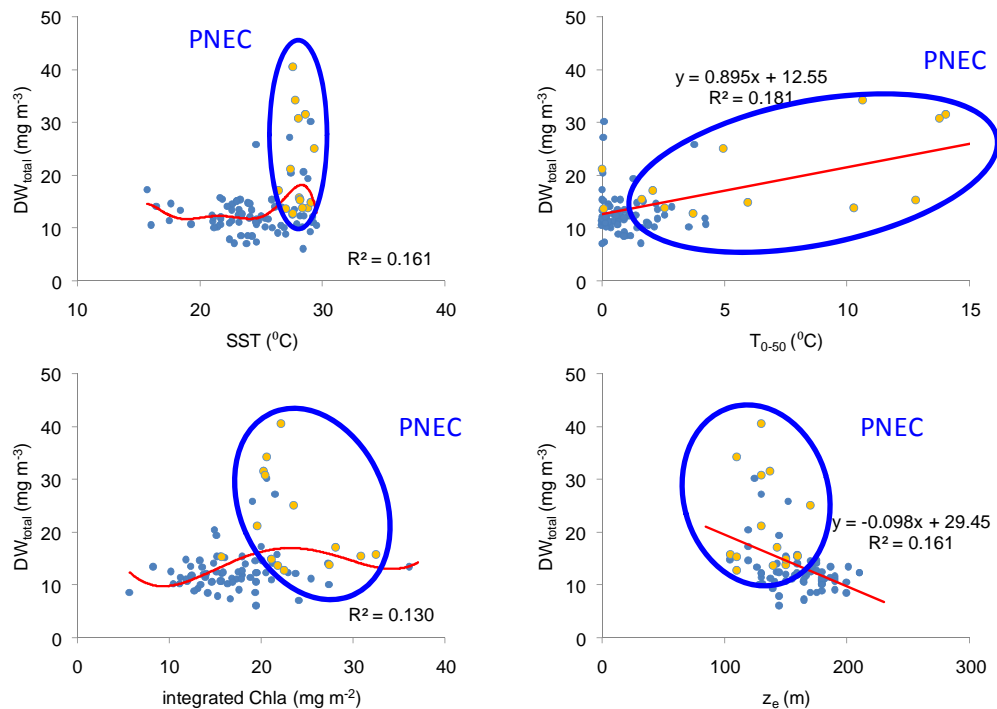 50
40
30
20
10
0
DWtotal (mg m-3)
PNEC
R² = 0.161
10
20
30
40
SST (⁰C)
50
40
30
20
10
0
DWtotal (mg m-3)
y = 0.895x + 12.55
R² = 0.181
PNEC
0
5
10
15
T0-50 (⁰C)
50
40
30
20
10
0
DWtotal (mg m-3)
PNEC
R² = 0.130
0
10
20
30
40
integrated Chla (mg m-2)
50
40
30
20
10
0
DWtotal (mg m-3)
PNEC
y = -0.098x + 29.45
R² = 0.161
0
100
200
300
ze (m)